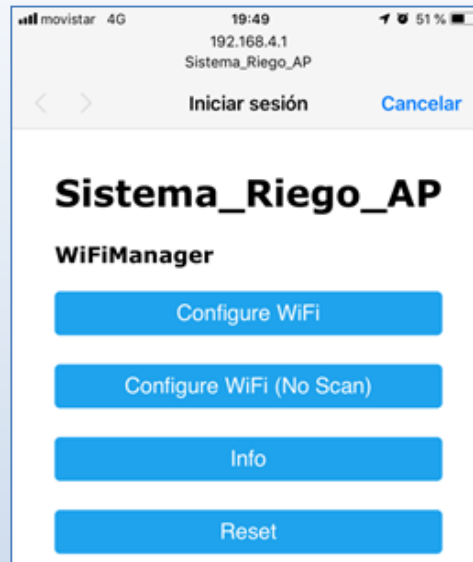 movistar 4G 19:49 51 %
192.168.4.1
Sistema_Riego_AP
Iniciar sesión Cancelar
Sistema_Riego_AP
WiFiManager
Configure WiFi
Configure WiFi (No Scan)
Info
Reset